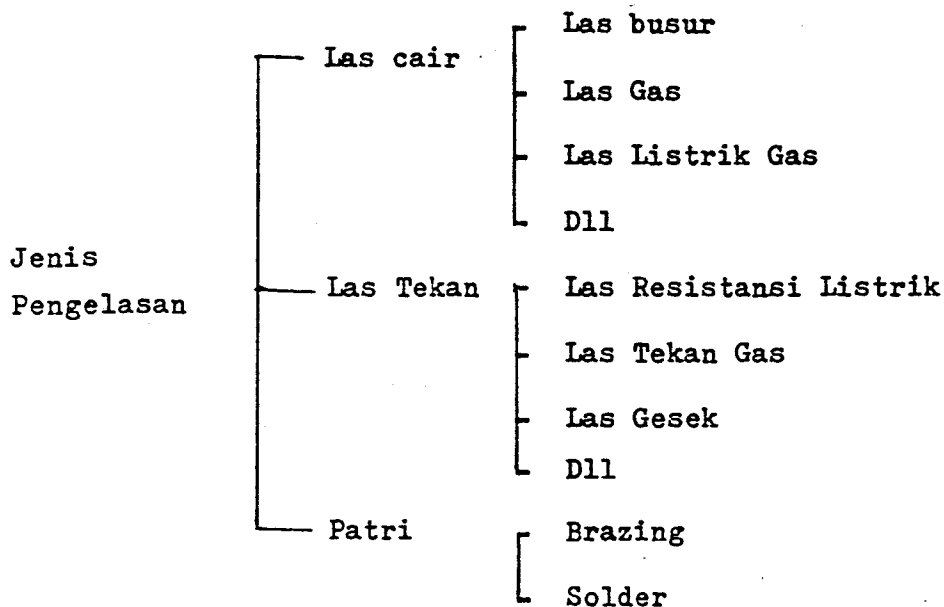 Jenis
Pengelasan
Las cair
Las busur
Las Gas
Las Listrik Gas
Dll
Las Tekan
Las Resistansi Listrik
Las Tekan Gas
Las Gesek
Dll
Patri
Brazing
Solder